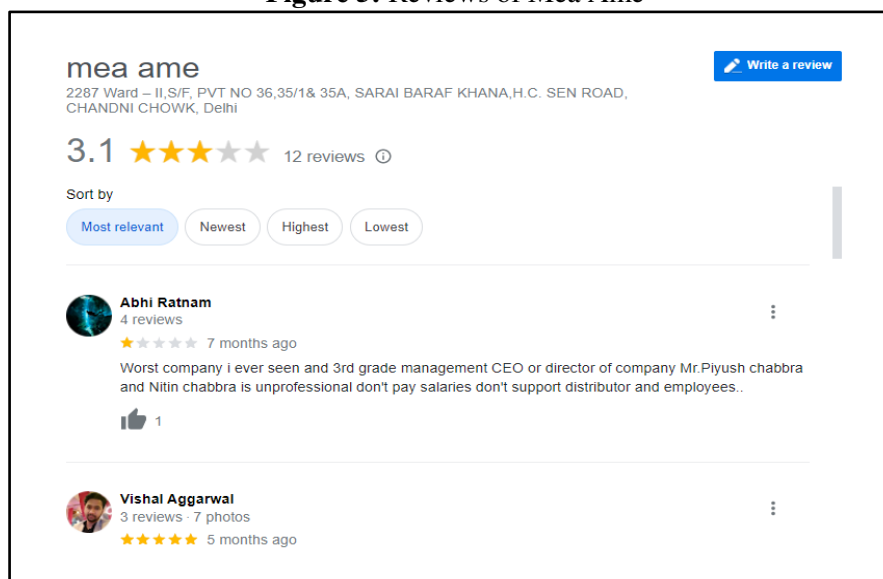 mea ame
Write a review
2287 Ward – II,S/F, PVT NO 36,35/1& 35A, SARAI BARAF KHANA,H.C. SEN ROAD,
CHANDNI CHOWK, Delhi
3.1 12 reviews
Sort by
Most relevant Newest Highest Lowest
Abhi Ratnam
4 reviews
7 months ago
Worst company i ever seen and 3rd grade management CEO or director of company Mr.Piyush chabbra
and Nitin chabbra is unprofessional don't pay salaries don't support distributor and employees..
1
Vishal Aggarwal
3 reviews · 7 photos
5 months ago